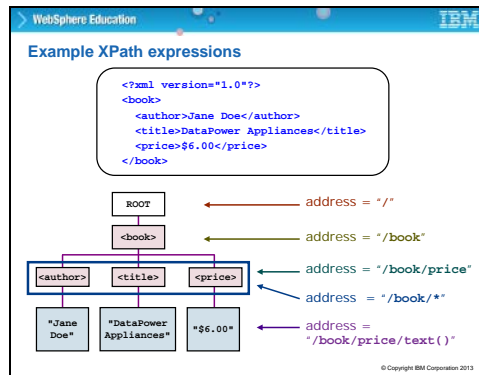 WebSphere Education
IBM
Example XPath expressions
<?xml version="1.0"?>
<book>
<author>Jane Doe</author>
<title>DataPower Appliances</title>
<price>$6.00</price>
</book>
ROOT
address = "/"
<book>
address = "/book"
<author> <title> <price>
address = "/book/price"
address = "/book/*"
"Jane Doe"
"DataPower Appliances"
"$6.00"
address =
"/book/price/text()"
© Copyright IBM Corporation 2013